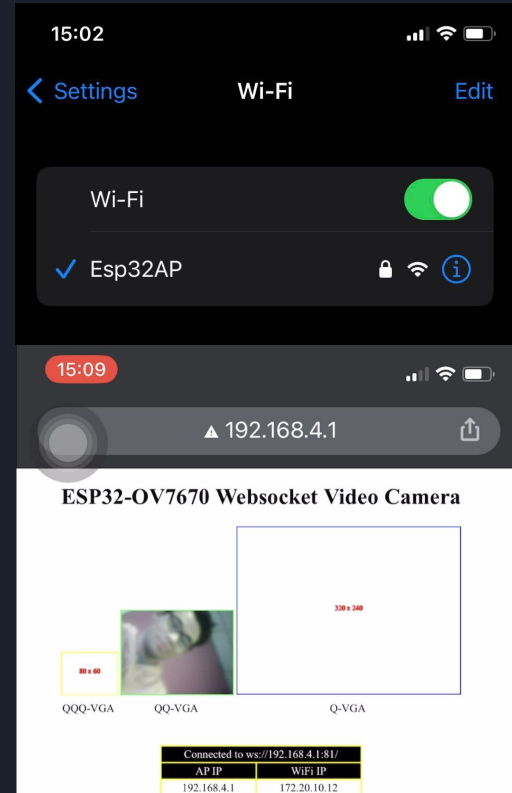 15:02
Settings Wi-Fi Edit
Wi-Fi
Esp32AP
15:09
192.168.4.1
ESP32-OV7670 Websocket Video Camera
320 x 240
80 x 60
QQQ-VGA QQ-VGA Q-VGA
Connected to ws://192.168.4.1:81/
AP IP WiFi IP
192.168.4.1 172.20.10.12